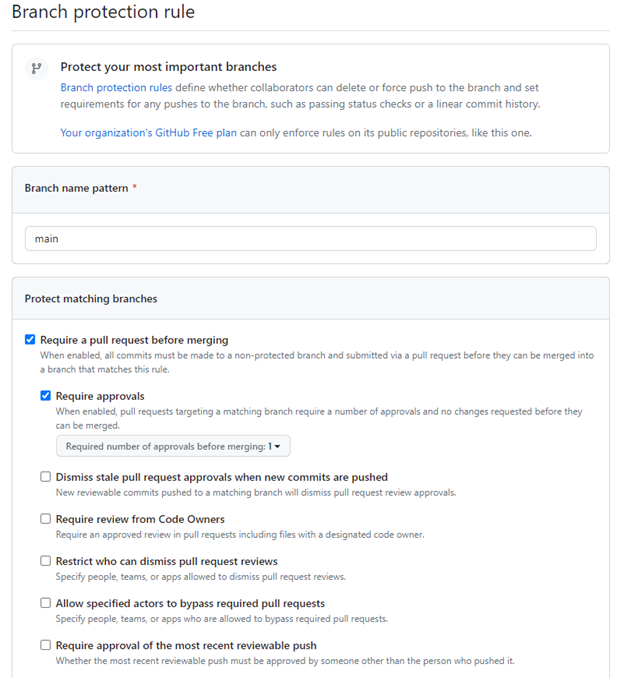 Branch protection rule
Protect your most important branches
Branch protection rules define whether collaborators can delete or force push to the branch and set
requirements for any pushes to the branch, such as passing status checks or a linear commit history.
Your organization's GitHub Free plan can only enforce rules on its public repositories, like this one.
Branch name pattern *
main
Protect matching branches
Require a pull request before merging
When enabled, all commits must be made to a non-protected branch and submitted via a pull request before they can be merged into
a branch that matches this rule.
Require approvals
When enabled, pull requests targeting a matching branch require a number of approvals and no changes requested before they
can be merged.
Required number of approvals before merging: 1
Dismiss stale pull request approvals when new commits are pushed
New reviewable commits pushed to a matching branch will dismiss pull request review approvals.
Require review from Code Owners
Require an approved review in pull requests including files with a designated code owner.
Restrict who can dismiss pull request reviews
Specify people, teams, or apps allowed to dismiss pull request reviews.
Allow specified actors to bypass required pull requests
Specify people, teams, or apps who are allowed to bypass required pull requests.
Require approval of the most recent reviewable push
Whether the most recent reviewable push must be approved by someone other than the person who pushed it.